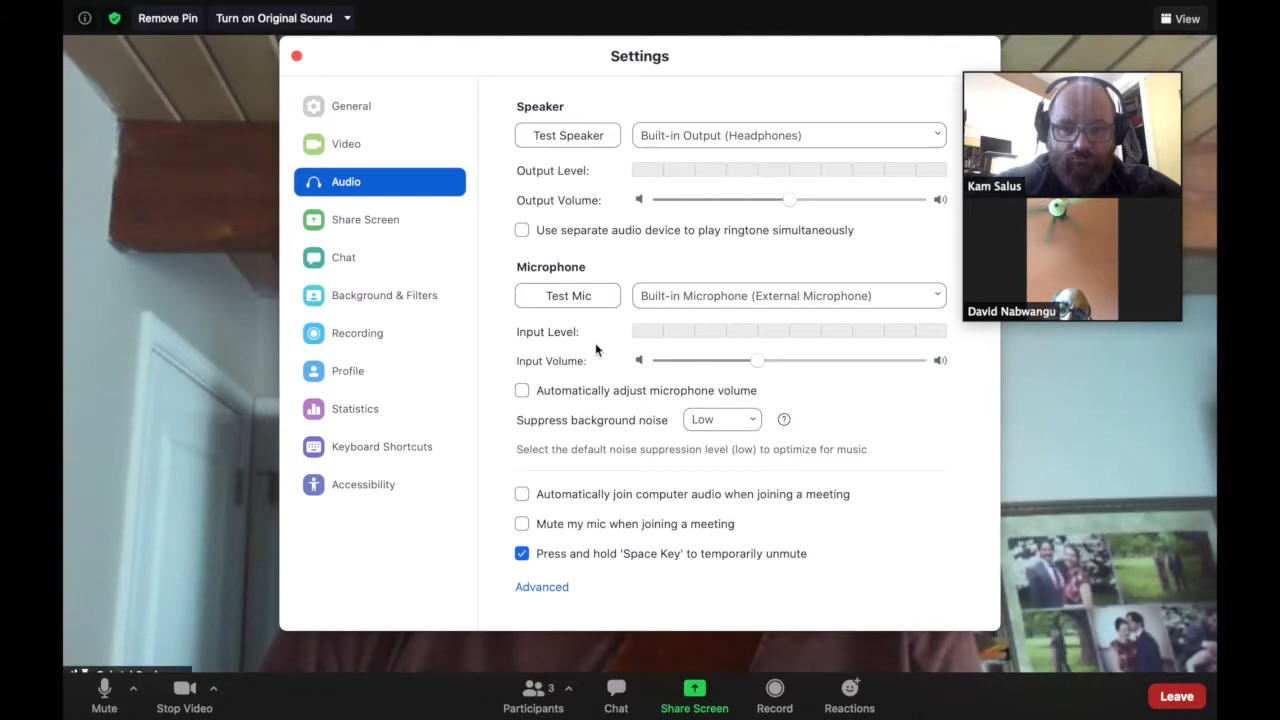 Remove Pin
Turn on Original Sound
View
Settings
General
Video
Audio
Share Screen
Chat
Background & Filters
Recording
Profile
Statistics
Keyboard Shortcuts
Accessibility
Speaker
Test Speaker
Built-in Output (Headphones)
Output Level:
Output Volume:
Use separate audio device to play ringtone simultaneously
Microphone
Test Mic
Built-in Microphone (External Microphone)
Input Level:
Input Volume:
Automatically adjust microphone volume
Suppress background noise
Low
Select the default noise suppression level (low) to optimize for music
Automatically join computer audio when joining a meeting
Mute my mic when joining a meeting
Press and hold 'Space Key' to temporarily unmute
Advanced
Kam Salus
David Nabwangu
Mute
Stop Video
Participants
3
Chat
Share Screen
Record
Reactions
Leave